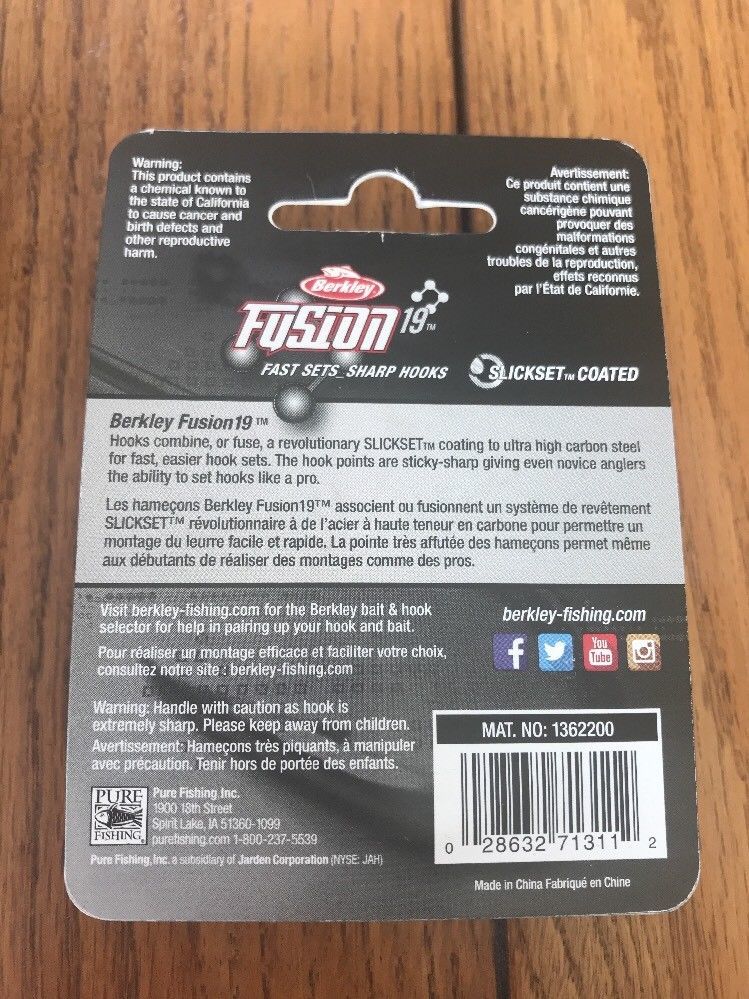 Warning:
This product contains
a chemical known to
the state of California
to cause cancer and
birth defects and
other reproductive
harm.
Avertissement:
Ce produit contient une
substance chimique
cancérigène pouvant
provoquer des
malformations
congénitales et autres
troubles de la reproduction,
effets reconnus
par l'État de Californie.
Berkley
FUSION 19™
FAST SETS_SHARP HOOKS
SLICKSET™ COATED
Berkley Fusion19™
Hooks combine, or fuse, a revolutionary SLICKSET™ coating to ultra high carbon steel
for fast, easier hook sets. The hook points are sticky-sharp giving even novice anglers
the ability to set hooks like a pro.
Les hameçons Berkley Fusion19™ associent ou fusionnent un système de revêtement
SLICKSET™ révolutionnaire à de l'acier à haute teneur en carbone pour permettre un
montage du leurre facile et rapide. La pointe très affutée des hameçons permet même
aux débutants de réaliser des montages comme des pros.
Visit berkley-fishing.com for the Berkley bait & hook
selector for help in pairing up your hook and bait.
Pour réaliser un montage efficace et faciliter votre choix,
consultez notre site : berkley-fishing.com
berkley-fishing.com
f
You
Tube
Warning: Handle with caution as hook is
extremely sharp. Please keep away from children.
Avertissement: Hameçons très piquants, à manipuler
avec précaution. Tenir hors de portée des enfants.
MAT. NO: 1362200
0 28632 71311 2
PURE
FISHING
Pure Fishing, Inc.
1900 18th Street
Spirit Lake, IA 51360-1099
purefishing.com 1-800-237-5539
Pure Fishing, Inc. a subsidiary of Jarden Corporation (NYSE: JAH)
Made in China Fabriqué en Chine